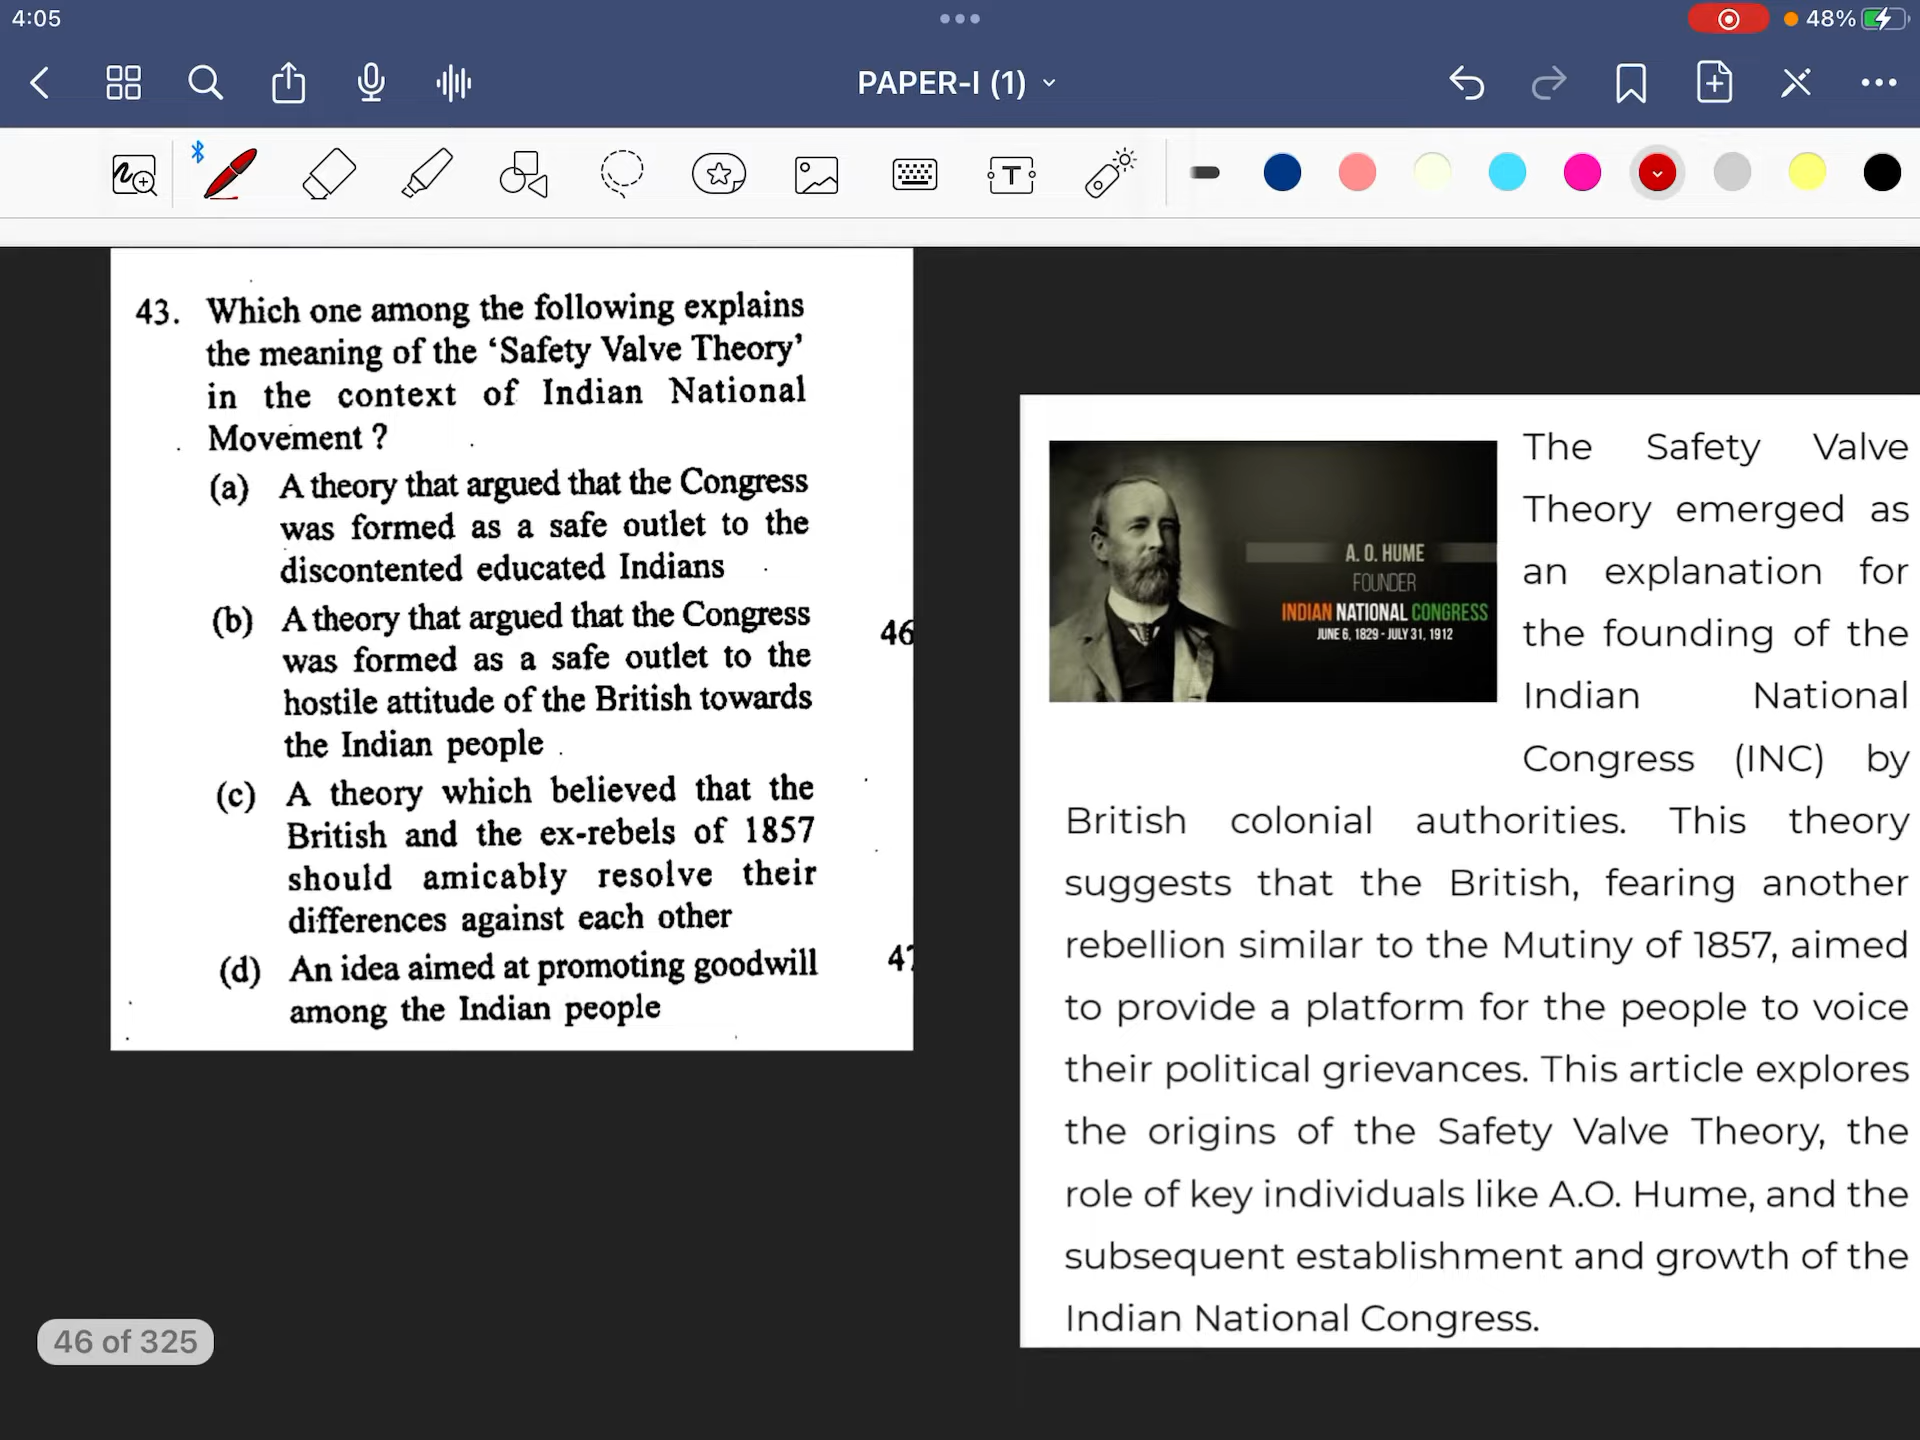 4:05
48%
PAPER-I (1)
43. Which one among the following explains
the meaning of the ‘Safety Valve Theory’
in the context of Indian National
Movement ?
(a) A theory that argued that the Congress
was formed as a safe outlet to the
discontented educated Indians
(b) A theory that argued that the Congress
was formed as a safe outlet to the
hostile attitude of the British towards
the Indian people
(c) A theory which believed that the
British and the ex-rebels of 1857
should amicably resolve their
differences against each other
(d) An idea aimed at promoting goodwill
among the Indian people
46
47
A. O. HUME
FOUNDER
INDIAN NATIONAL CONGRESS
JUNE 6, 1829 - JULY 31, 1912
The Safety Valve
Theory emerged as
an explanation for
the founding of the
Indian National
Congress (INC) by
British colonial authorities. This theory
suggests that the British, fearing another
rebellion similar to the Mutiny of 1857, aimed
to provide a platform for the people to voice
their political grievances. This article explores
the origins of the Safety Valve Theory, the
role of key individuals like A.O. Hume, and the
subsequent establishment and growth of the
Indian National Congress.
46 of 325